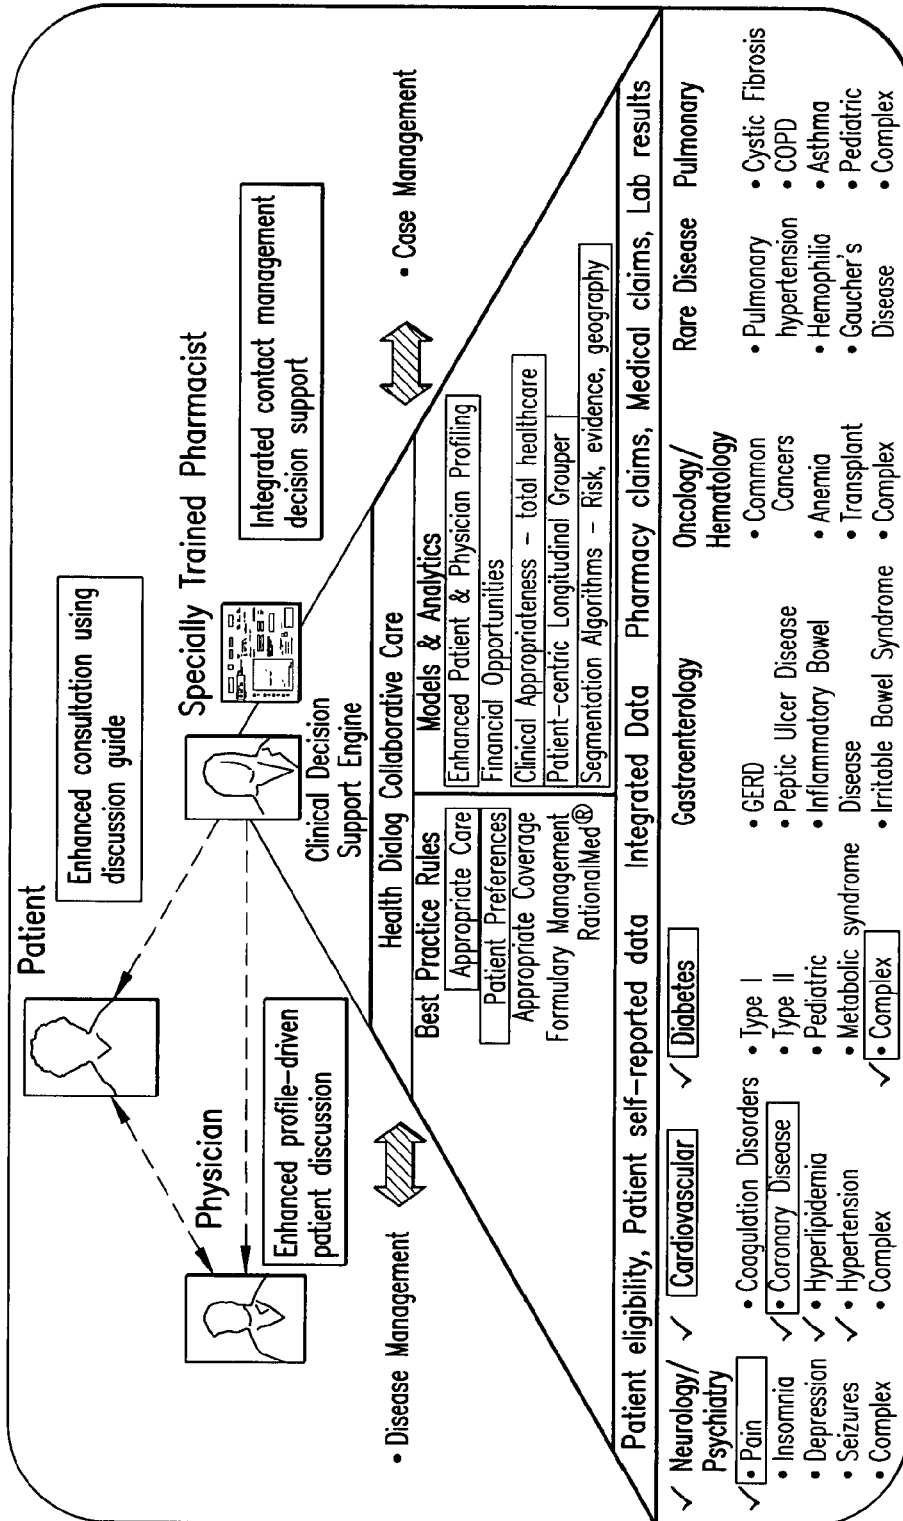 Patient
Enhanced consultation using
discussion guide
Physician
Enhanced profile–driven
patient discussion
Specially Trained Pharmacist
Integrated contact management
decision support
• Disease Management
• Case Management
Clinical Decision
Support Engine
Health Dialog Collaborative Care
Best Practice Rules
Appropriate Care
Patient Preferences
Appropriate Coverage
Formulary Management
RationalMed®
Models & Analytics
Enhanced Patient & Physician Profiling
Financial Opportunities
Clinical Appropriateness – total healthcare
Patient-centric Longitudinal Grouper
Segmentation Algorithms – Risk, evidence, geography
Patient eligibility, Patient self-reported data Integrated Data Pharmacy claims, Medical claims, Lab results
✓ Neurology/
Psychiatry
✓ • Pain
• Insomnia
• Depression
• Seizures
• Complex
✓ Cardiovascular
• Coagulation Disorders
✓ • Coronary Disease
✓ • Hyperlipidemia
✓ • Hypertension
• Complex
✓ Diabetes
• Type I
• Type II
• Pediatric
• Metabolic syndrome
✓ • Complex
Gastroenterology
• GERD
• Peptic Ulcer Disease
• Inflammatory Bowel
Disease
• Irritable Bowel Syndrome
Oncology/
Hematology
• Common
Cancers
• Anemia
• Transplant
• Complex
Rare Disease
• Pulmonary
hypertension
• Hemophilia
• Gaucher's
Disease
Pulmonary
• Cystic Fibrosis
• COPD
• Asthma
• Pediatric
• Complex